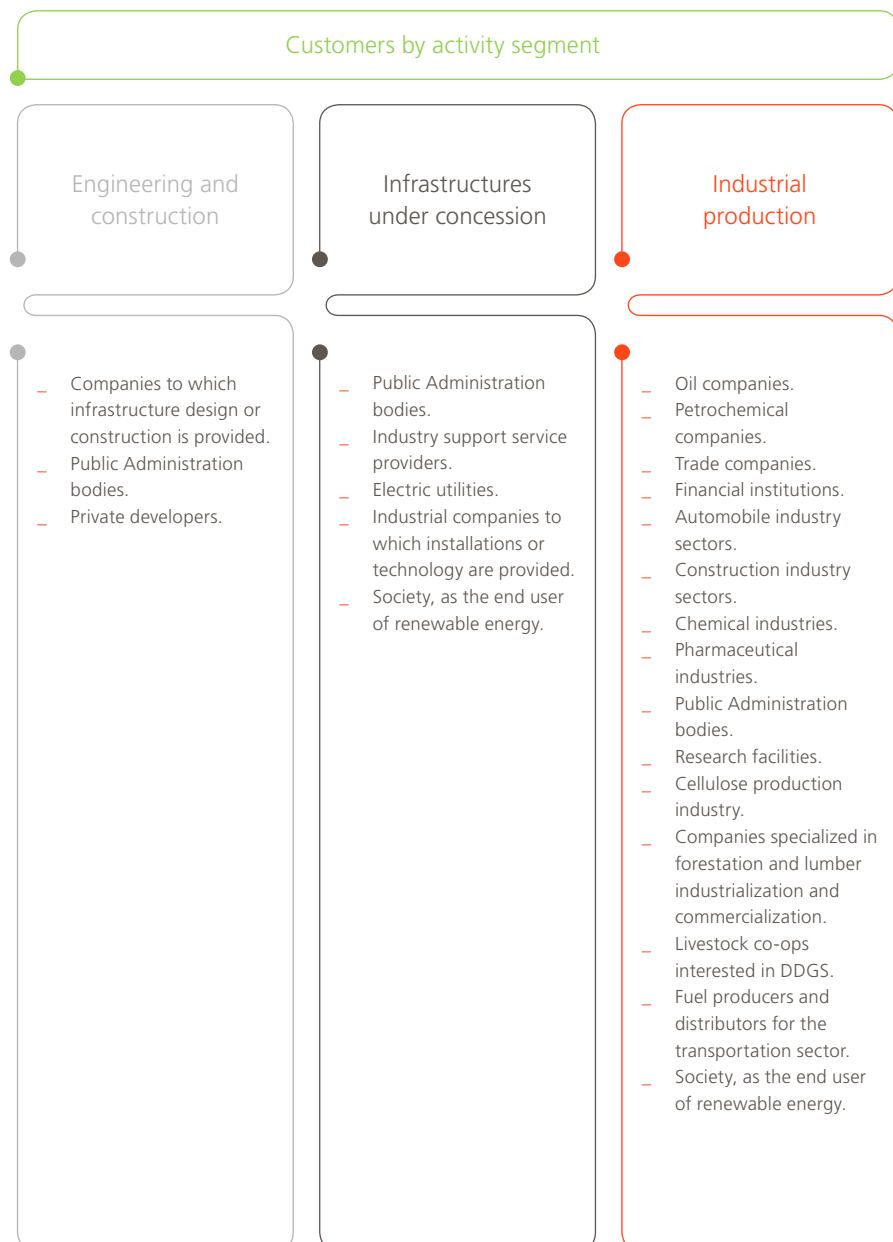 Customers by activity segment
Engineering and
construction
_ Companies to which
infrastructure design or
construction is provided.
_ Public Administration
bodies.
_ Private developers.
Infrastructures
under concession
_ Public Administration
bodies.
_ Industry support service
providers.
_ Electric utilities.
_ Industrial companies to
which installations or
technology are provided.
_ Society, as the end user
of renewable energy.
Industrial
production
_ Oil companies.
_ Petrochemical
companies.
_ Trade companies.
_ Financial institutions.
_ Automobile industry
sectors.
_ Construction industry
sectors.
_ Chemical industries.
_ Pharmaceutical
industries.
_ Public Administration
bodies.
_ Research facilities.
_ Cellulose production
industry.
_ Companies specialized in
forestation and lumber
industrialization and
commercialization.
_ Livestock co-ops
interested in DDGS.
_ Fuel producers and
distributors for the
transportation sector.
_ Society, as the end user
of renewable energy.